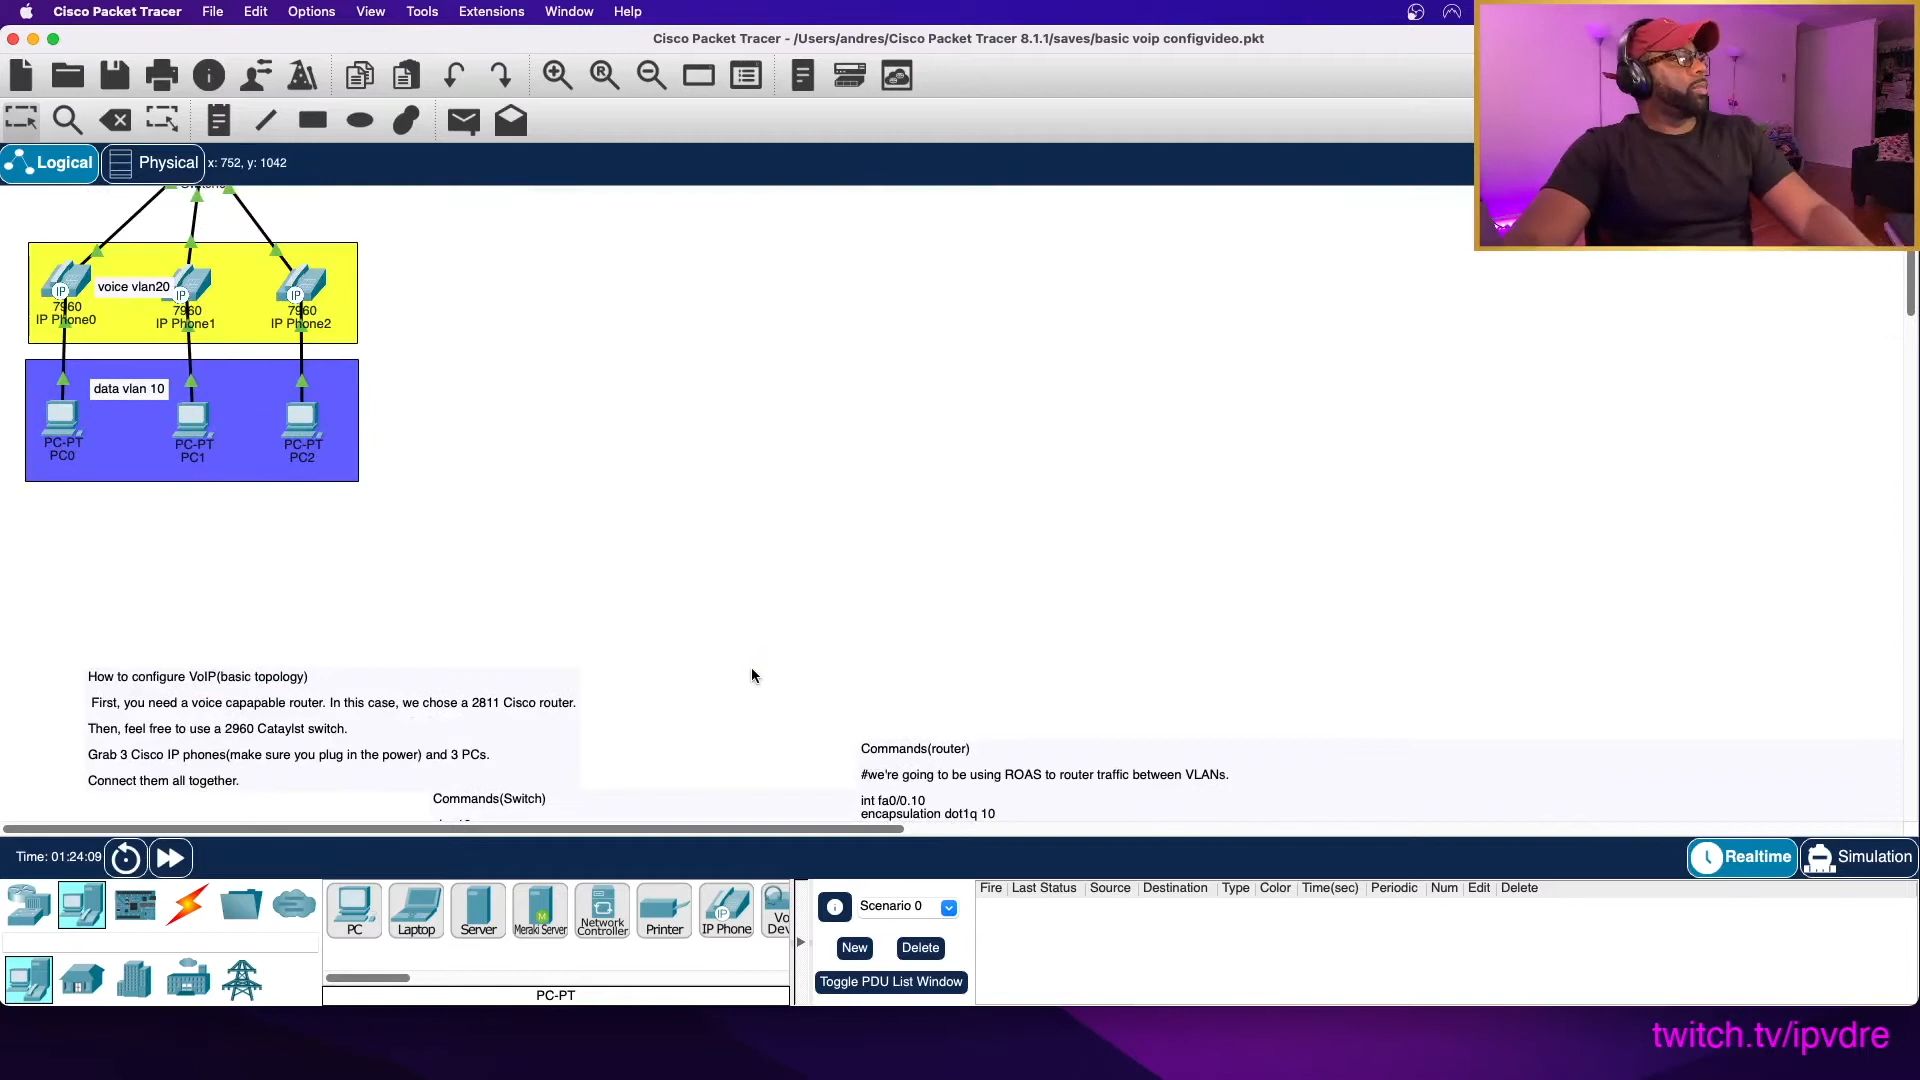 Cisco Packet Tracer File Edit Options View Tools Extensions Window Help
Cisco Packet Tracer - /Users/andres/Cisco Packet Tracer 8.1.1/saves/basic voip configvideo.pkt
Logical Physical x: 752, y: 1042
voice vlan20
IP IP IP
7960 7960 7960
IP Phone0 IP Phone1 IP Phone2
data vlan 10
PC-PT PC-PT PC-PT
PC0 PC1 PC2
How to configure VoIP(basic topology)
First, you need a voice capapable router. In this case, we chose a 2811 Cisco router.
Then, feel free to use a 2960 Cataylst switch.
Grab 3 Cisco IP phones(make sure you plug in the power) and 3 PCs.
Connect them all together.
Commands(Switch)
Commands(router)
#we're going to be using ROAS to router traffic between VLANs.
int fa0/0.10
encapsulation dot1q 10
Time: 01:24:09
Realtime Simulation
PC Laptop Server Meraki Server Network Controller Printer IP Phone
PC-PT
Scenario 0
New Delete
Toggle PDU List Window
Fire Last Status Source Destination Type Color Time(sec) Periodic Num Edit Delete
twitch.tv/ipvdre